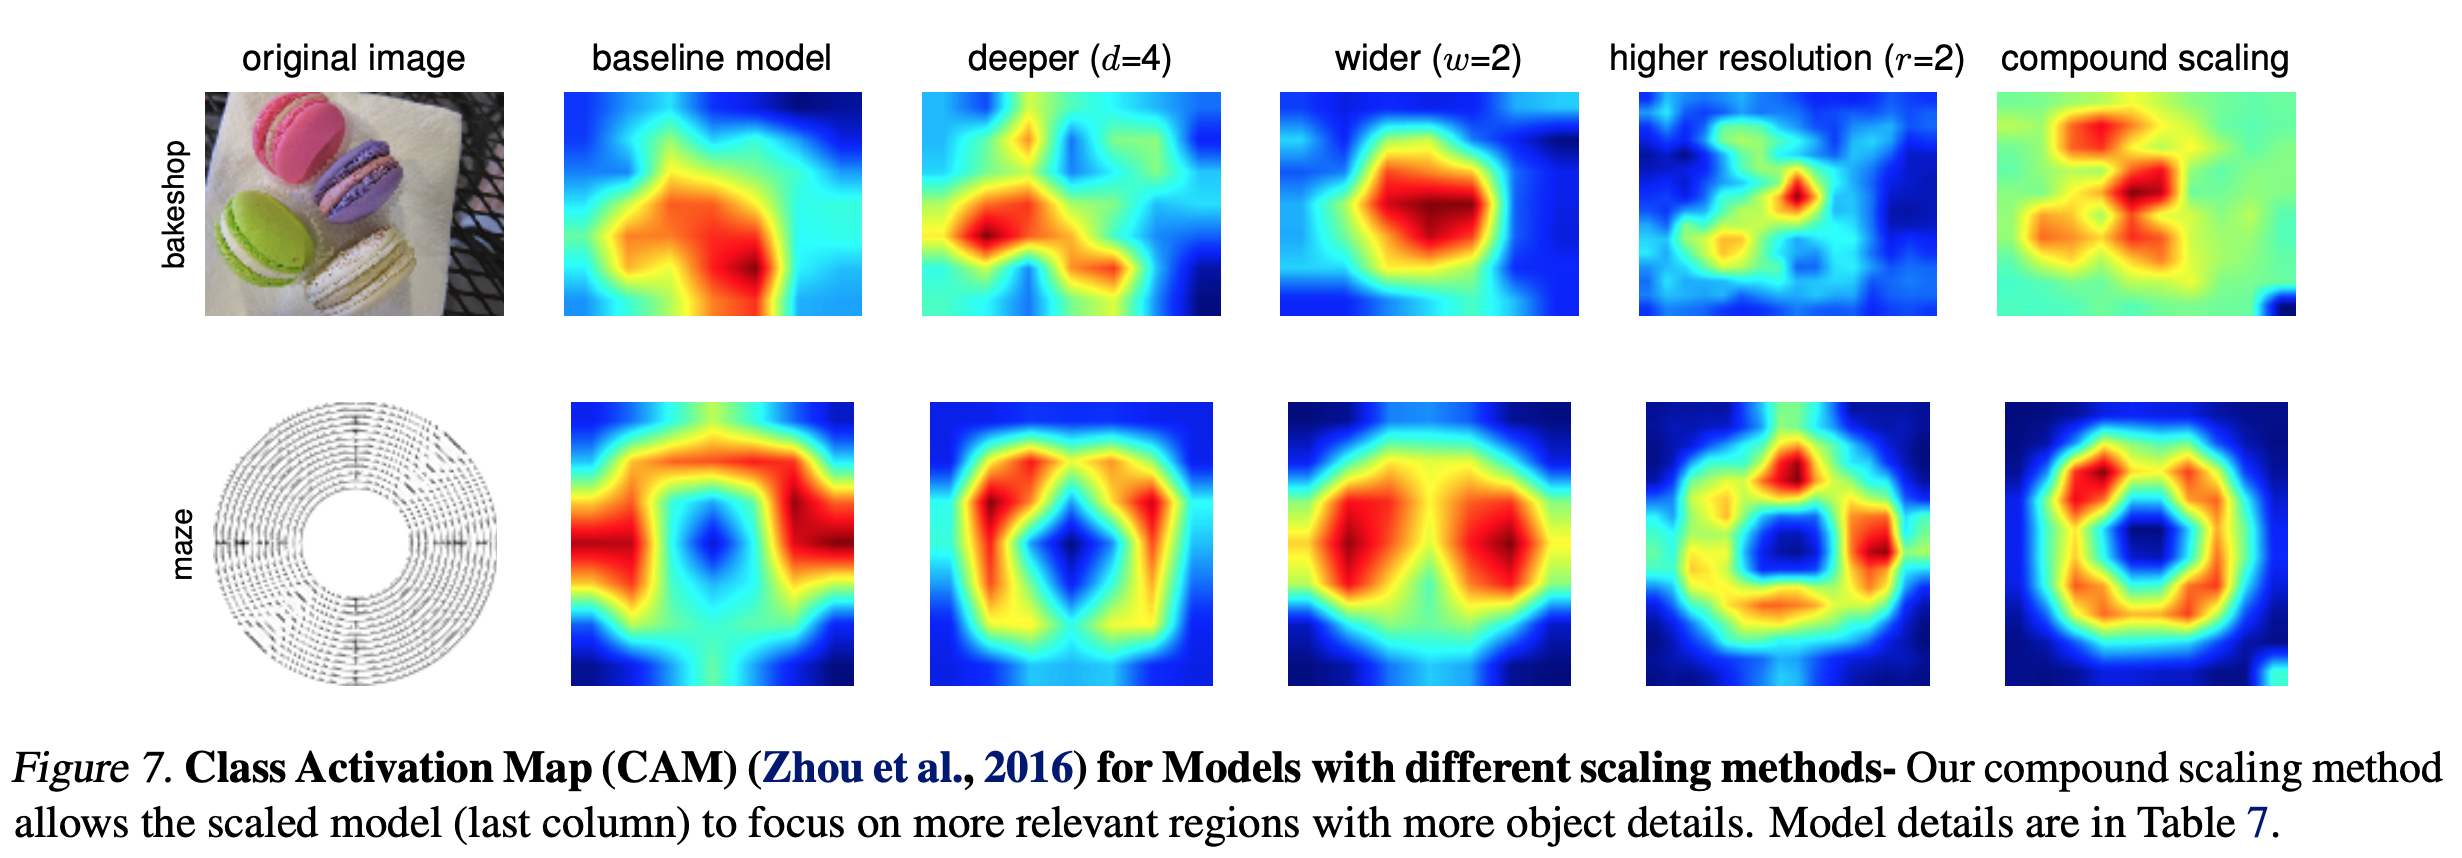 original image baseline model deeper (d=4) wider (w=2) higher resolution (r=2) compound scaling
bakeshop
maze
Figure 7. Class Activation Map (CAM) (Zhou et al., 2016) for Models with different scaling methods- Our compound scaling method
allows the scaled model (last column) to focus on more relevant regions with more object details. Model details are in Table 7.